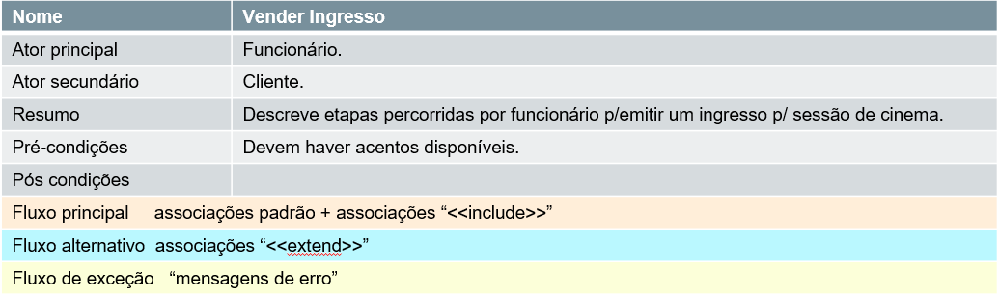 Nome Vender Ingresso
Ator principal Funcionário.
Ator secundário Cliente.
Resumo Descreve etapas percorridas por funcionário p/emitir um ingresso p/ sessão de cinema.
Pré-condições Devem haver acentos disponíveis.
Pós condições
Fluxo principal associações padrão + associações “<<include>>”
Fluxo alternativo associações “<<extend>>”
Fluxo de exceção “mensagens de erro”